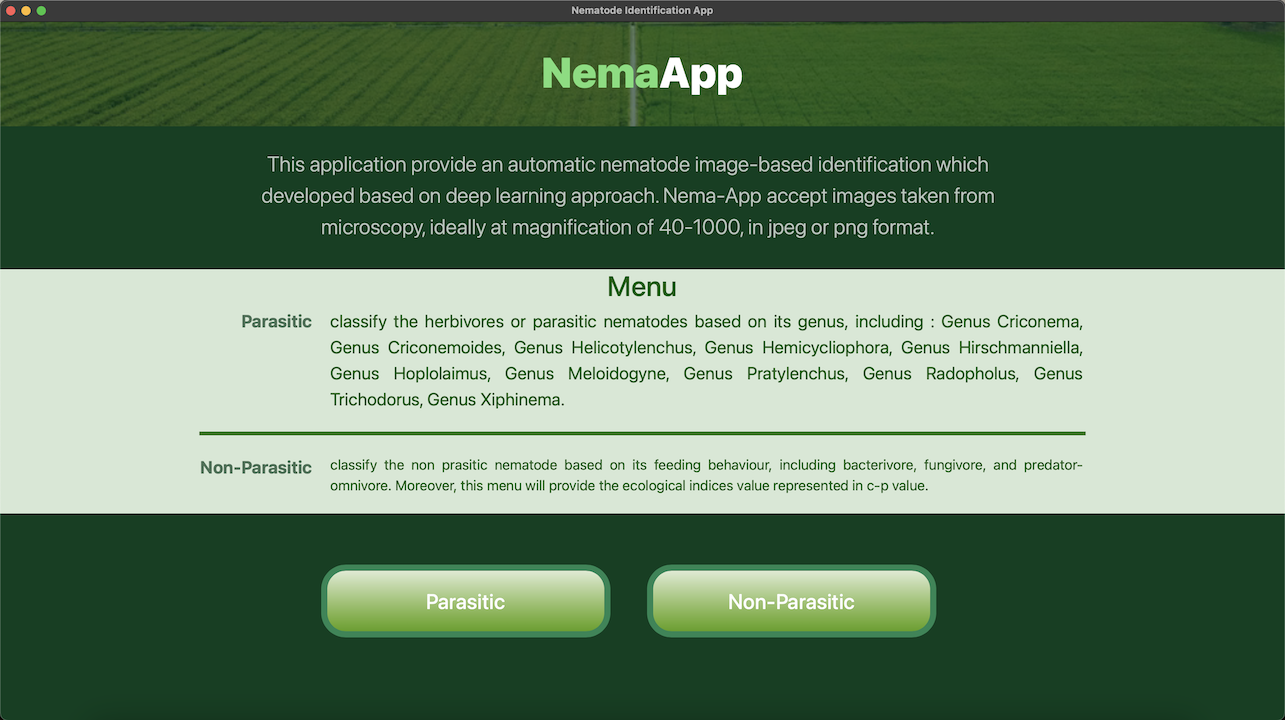 Nematode Identification App
NemaApp
This application provide an automatic nematode image-based identification which
developed based on deep learning approach. Nema-App accept images taken from
microscopy, ideally at magnification of 40-1000, in jpeg or png format.
Menu
Parasitic classify the herbivores or parasitic nematodes based on its genus, including : Genus Criconema,
Genus Criconemoides, Genus Helicotylenchus, Genus Hemicycliophora, Genus Hirschmanniella,
Genus Hoplolaimus, Genus Meloidogyne, Genus Pratylenchus, Genus Radopholus, Genus
Trichodorus, Genus Xiphinema.
Non-Parasitic classify the non prasitic nematode based on its feeding behaviour, including bacterivore, fungivore, and predator-
omnivore. Moreover, this menu will provide the ecological indices value represented in c-p value.
Parasitic Non-Parasitic